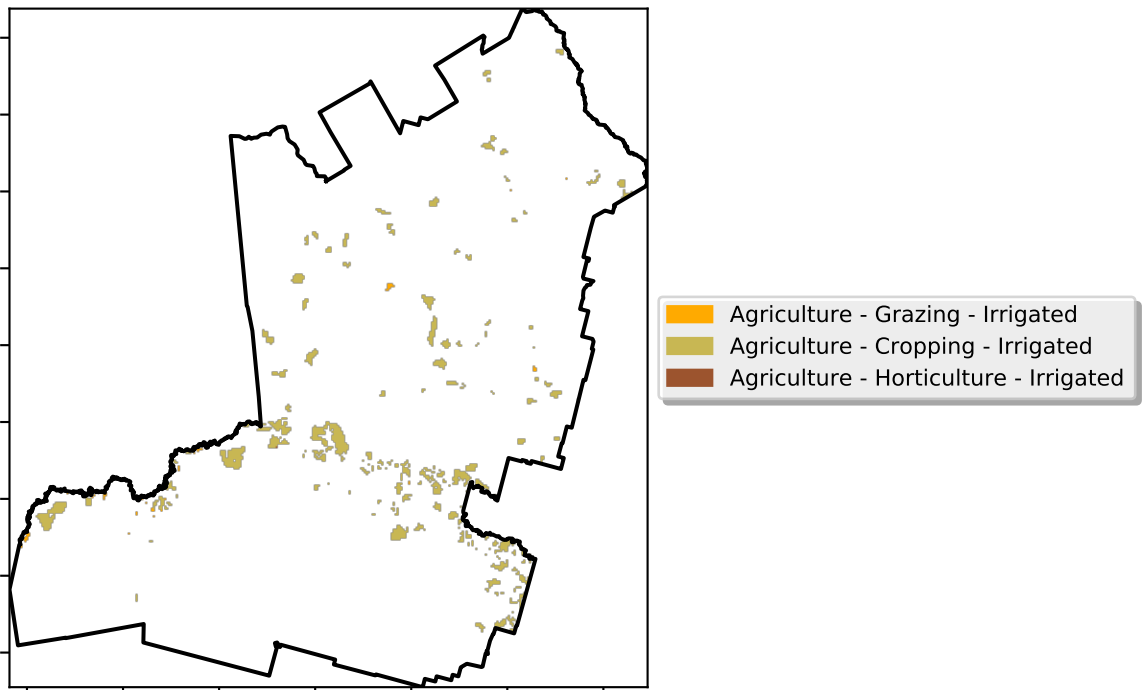 Agriculture - Grazing - Irrigated
Agriculture - Cropping - Irrigated
Agriculture - Horticulture - Irrigated